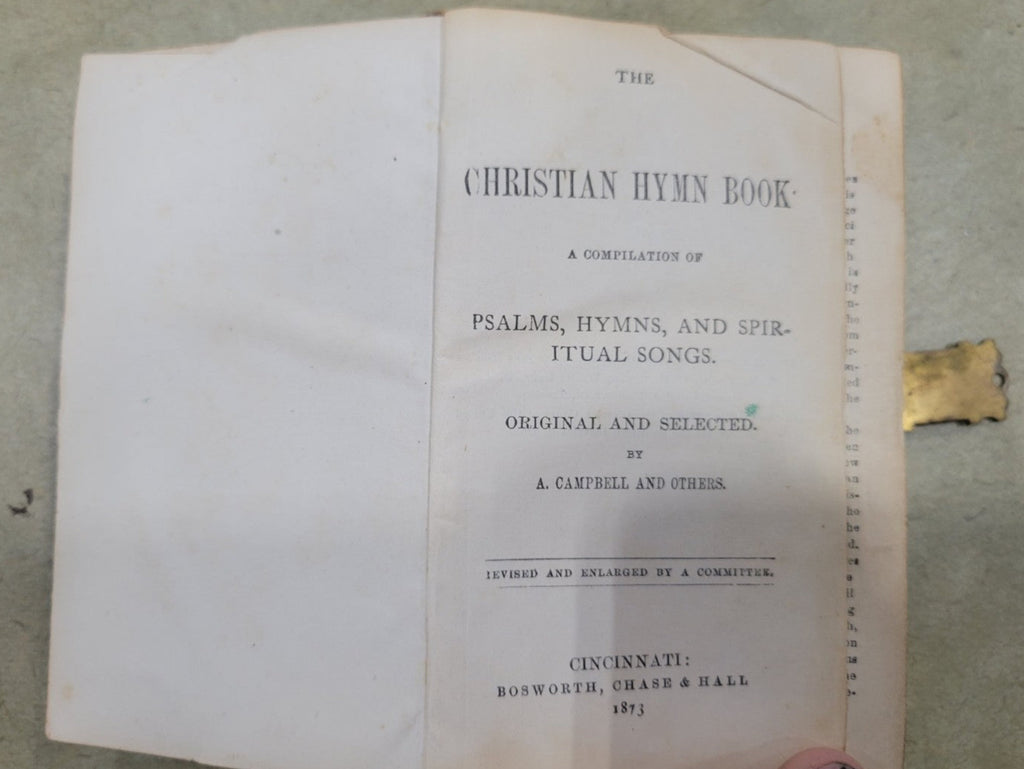 THE
CHRISTIAN HYMN BOOK
A COMPILATION OF
PSALMS, HYMNS, AND SPIR-
ITUAL SONGS.
ORIGINAL AND SELECTED.
BY
A. CAMPBELL AND OTHERS.
REVISED AND ENLARGED BY A COMMITTEE.
CINCINNATI:
BOSWORTH, CHASE & HALL
1873